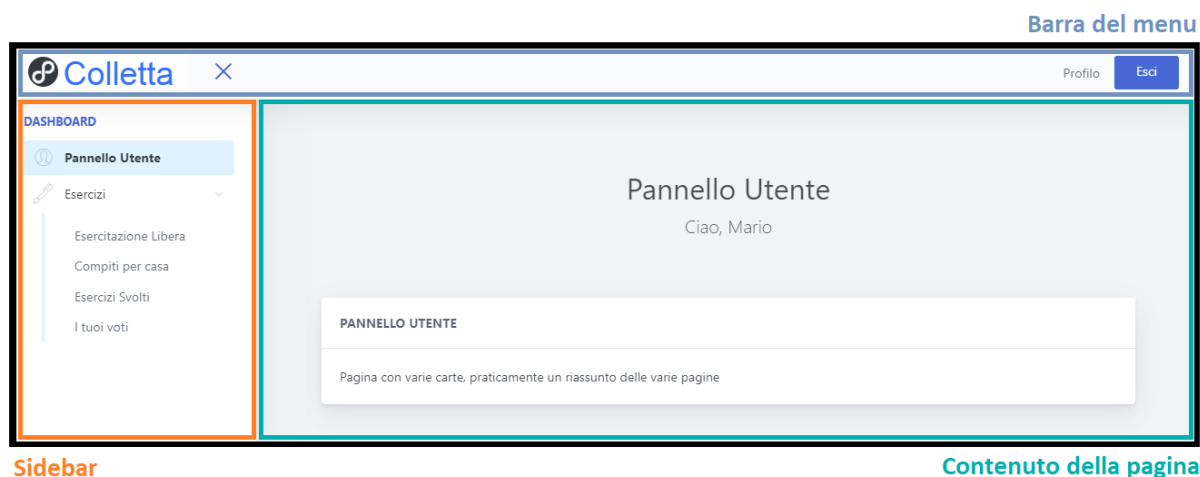 Barra del menu
Colletta
Profilo
Esci
DASHBOARD
Pannello Utente
Esercizi
Esercitazione Libera
Compiti per casa
Esercizi Svolti
I tuoi voti
Pannello Utente
Ciao, Mario
PANNELLO UTENTE
Pagina con varie carte, praticamente un riassunto delle varie pagine
Sidebar
Contenuto della pagina